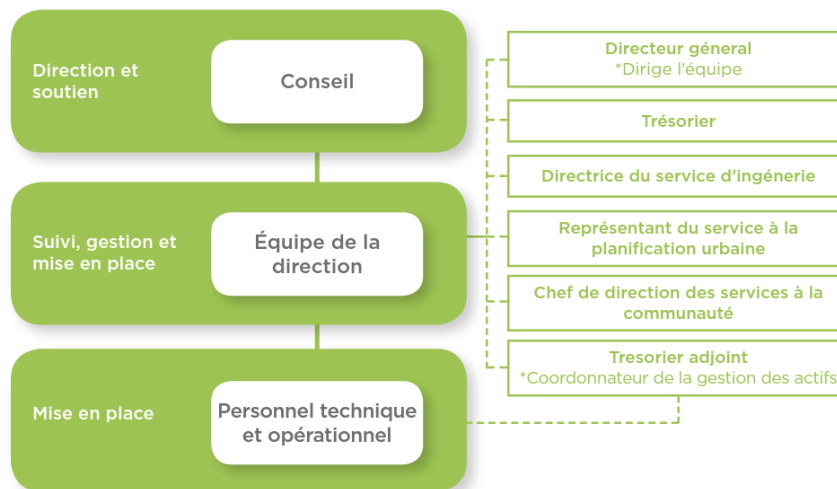 Direction et
soutien
Conseil
Suivi, gestion et
mise en place
Équipe de la
direction
Mise en place
Personnel technique
et opérationnel
Directeur géneral
*Dirige l'équipe
Trésorier
Directrice du service d'ingénerie
Représentant du service à la
planification urbaine
Chef de direction des services à la
communauté
Tresorier adjoint
*Coordonnateur de la gestion des actifs